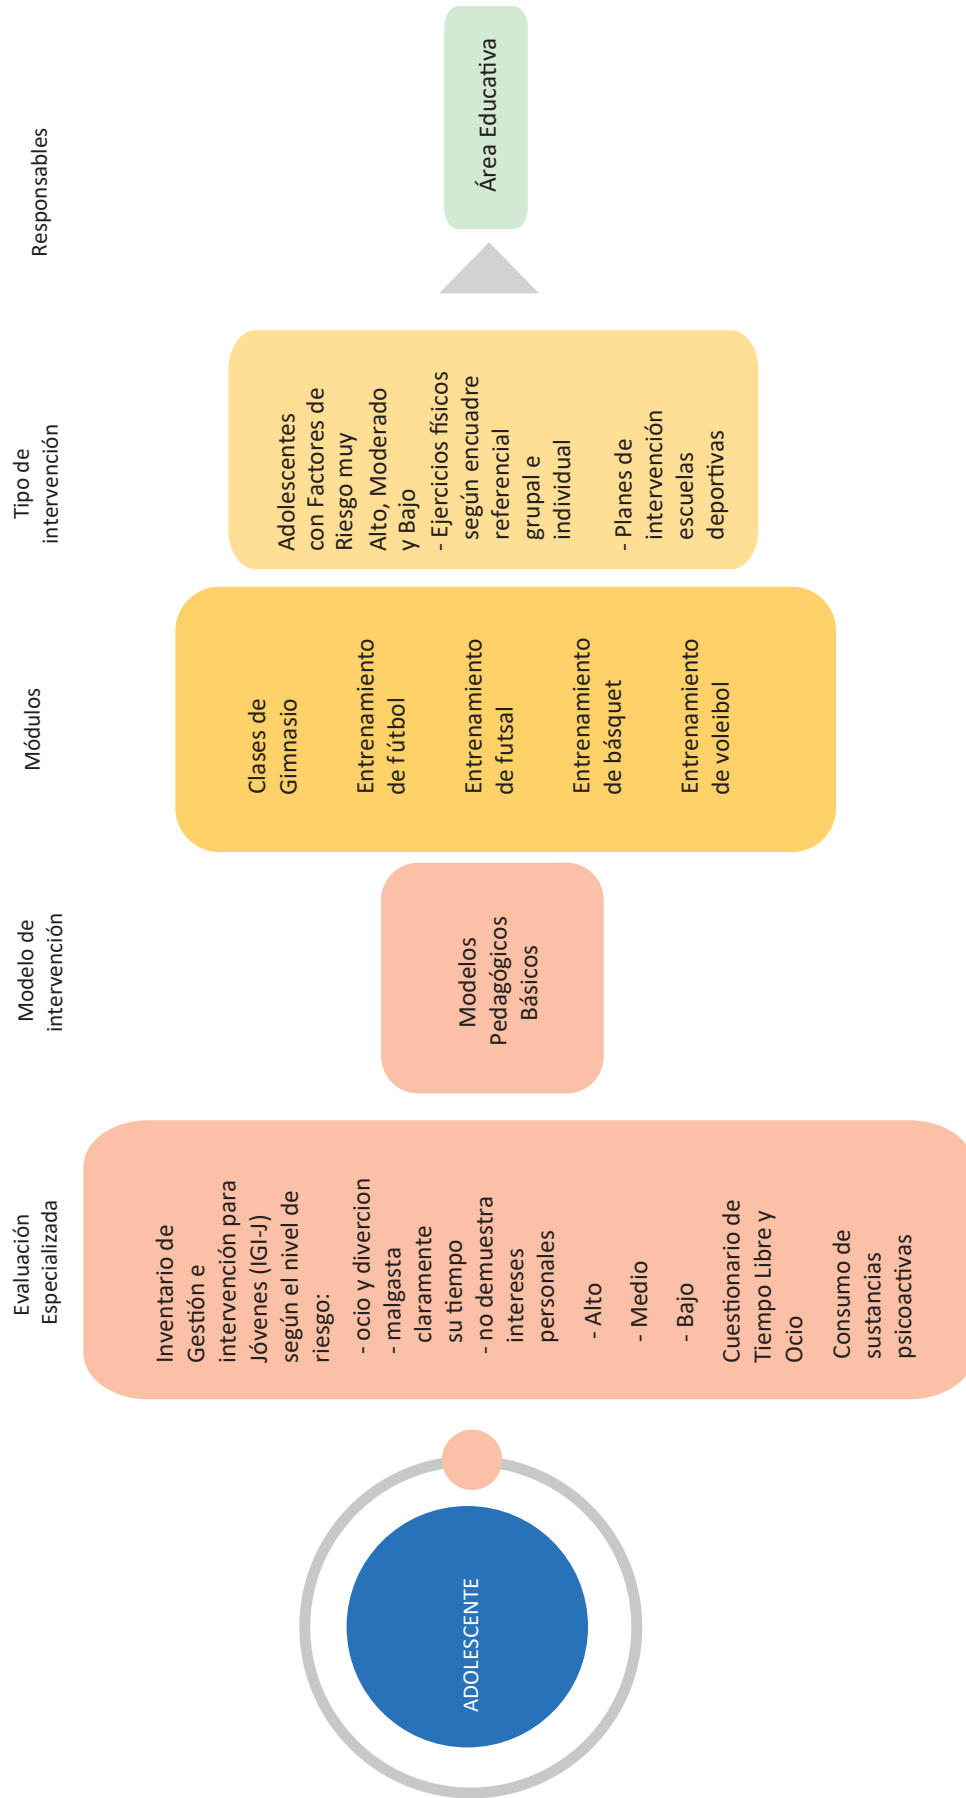 ADOLESCENTE
Evaluación
Especializada
Inventario de
Gestión e
intervención para
Jóvenes (IGI-J)
según el nivel de
riesgo:
- ocio y divercion
- malgasta
claramente
su tiempo
- no demuestra
intereses
personales
- Alto
- Medio
- Bajo
Cuestionario de
Tiempo Libre y
Ocio
Consumo de
sustancias
psicoactivas
Modelo de
intervención
Modelos
Pedagógicos
Básicos
Módulos
Clases de
Gimnasio
Entrenamiento
de fútbol
Entrenamiento
de futsal
Entrenamiento
de básquet
Entrenamiento
de voleibol
Tipo de
intervención
Adolescentes
con Factores de
Riesgo muy
Alto, Moderado
y Bajo
- Ejercicios físicos
según encuadre
referencial
grupal e
individual
- Planes de
intervención
escuelas
deportivas
Responsables
Área Educativa